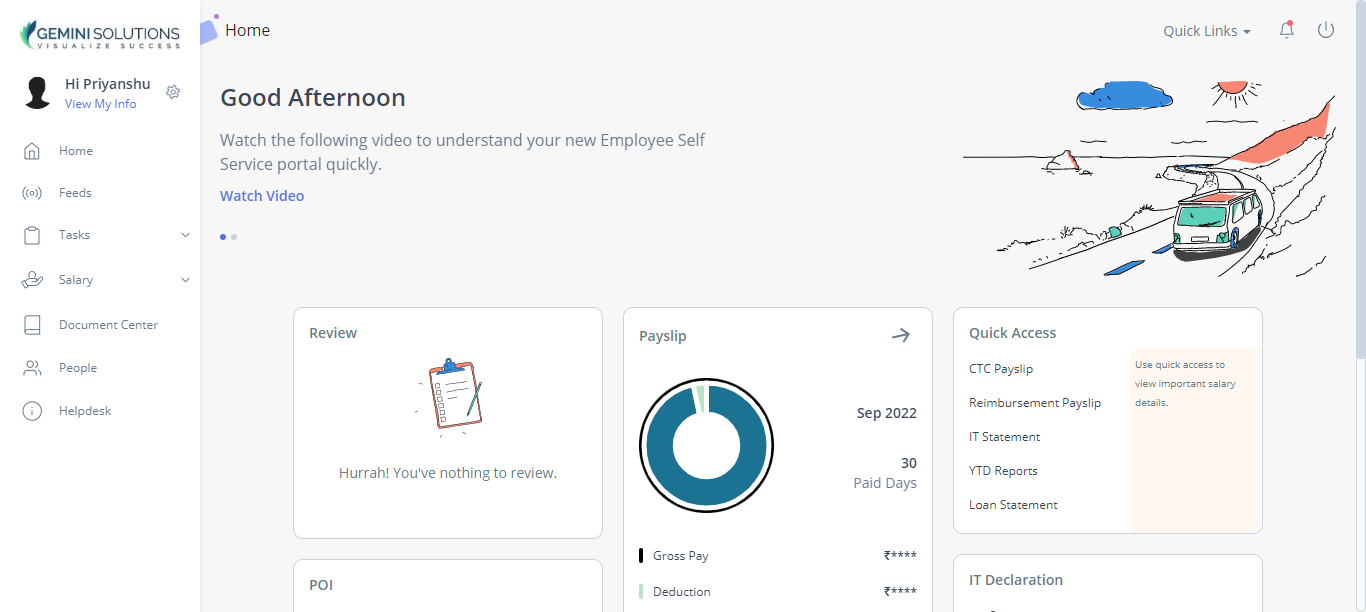 GEMINI SOLUTIONS
VISUALIZE SUCCESS
Home
Quick Links
Hi Priyanshu
View My Info
Home
Feeds
Tasks
Salary
Document Center
People
Helpdesk
Good Afternoon
Watch the following video to understand your new Employee Self
Service portal quickly.
Watch Video
Review
Hurrah! You've nothing to review.
POI
Payslip
Sep 2022
30
Paid Days
Gross Pay ₹****
Deduction ₹****
Quick Access
CTC Payslip
Reimbursement Payslip
IT Statement
YTD Reports
Loan Statement
Use quick access to
view important salary
details.
IT Declaration